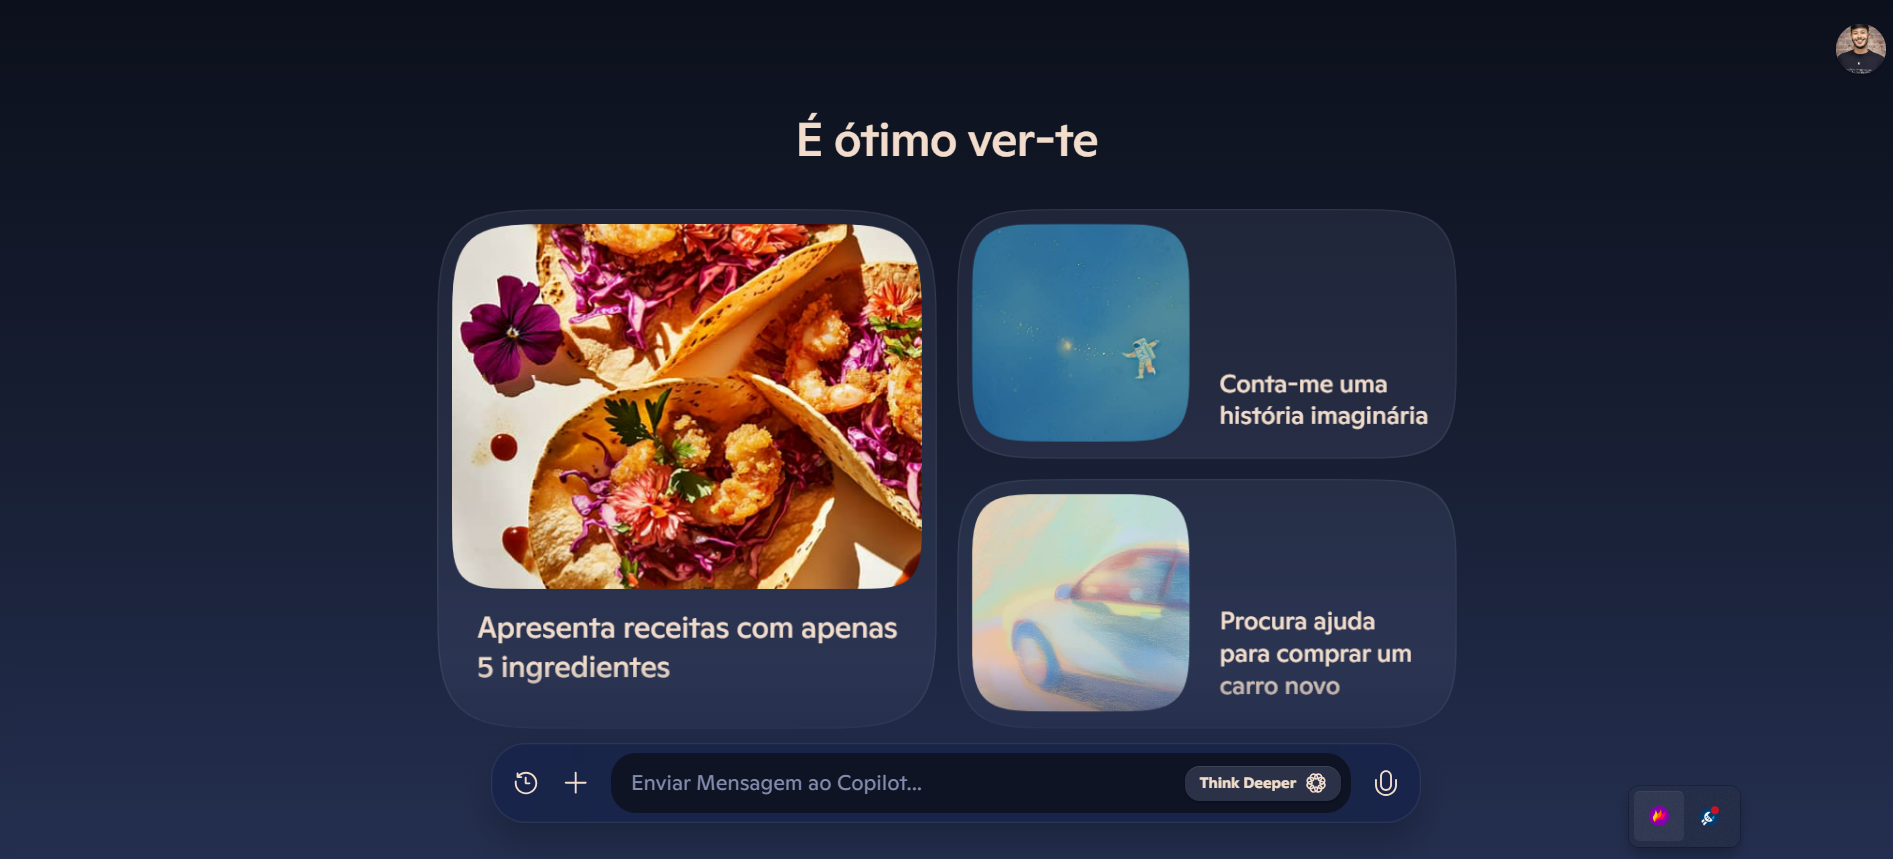 É ótimo ver-te
Apresenta receitas com apenas
5 ingredientes
Conta-me uma
história imaginária
Procura ajuda
para comprar um
carro novo
Enviar Mensagem ao Copilot...
Think Deeper